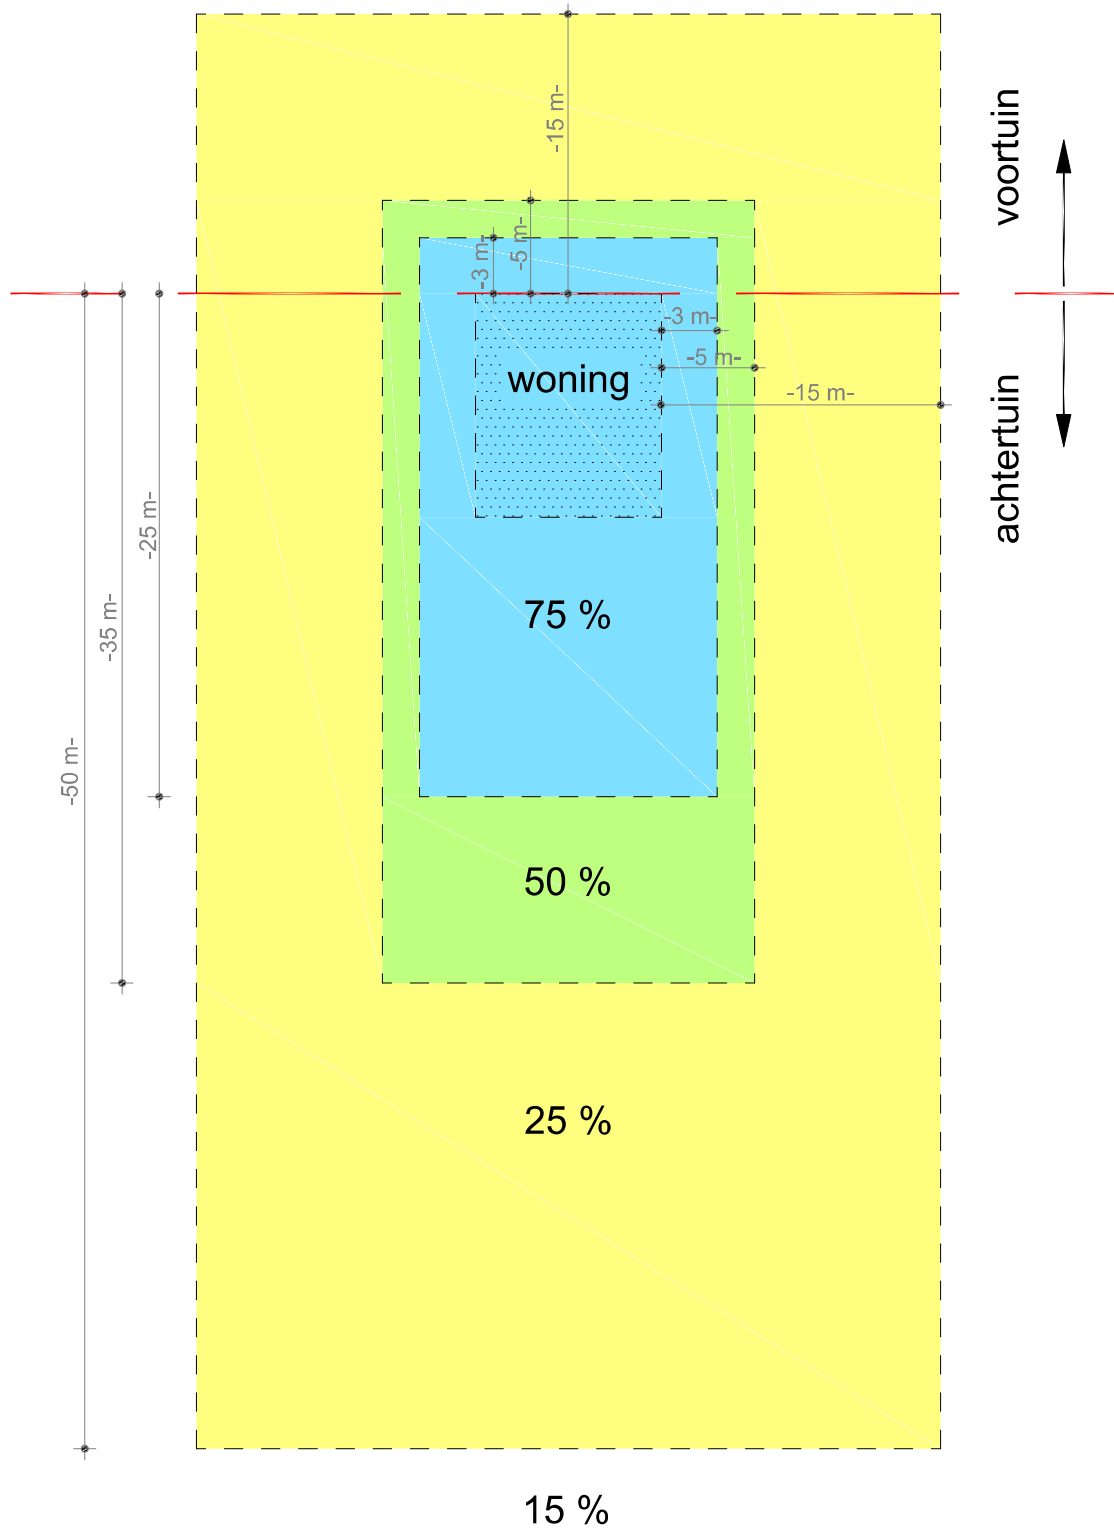 -15 m-
voortuin
-5 m-
-3 m-
-3 m-
-5 m-
woning
-15 m-
achtertuin
-25 m-
75 %
-35 m-
-50 m-
50 %
25 %
15 %